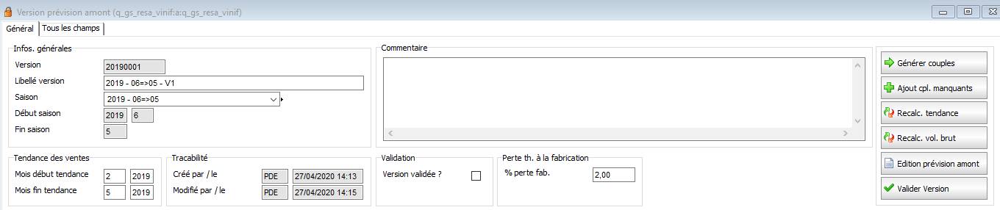 Version prévision amont (q_gs_resa_vinif:a:q_gs_resa_vinif)
Général
Tous les champs
Infos. générales
Version 20190001
Libellé version 2019 - 06=>05 - V1
Saison 2019 - 06=>05
Début saison 2019 6
Fin saison 5
Commentaire
Générer couples
Ajout cpl. manquants
Recalc. tendance
Recalc. vol. brut
Edition prévision amont
Valider Version
Tendance des ventes
Mois début tendance 2 2019
Mois fin tendance 5 2019
Tracabilité
Créé par / le PDE 27/04/2020 14:13
Modifié par / le PDE 27/04/2020 14:15
Validation
Version validée ?
Perte th. à la fabrication
% perte fab. 2,00